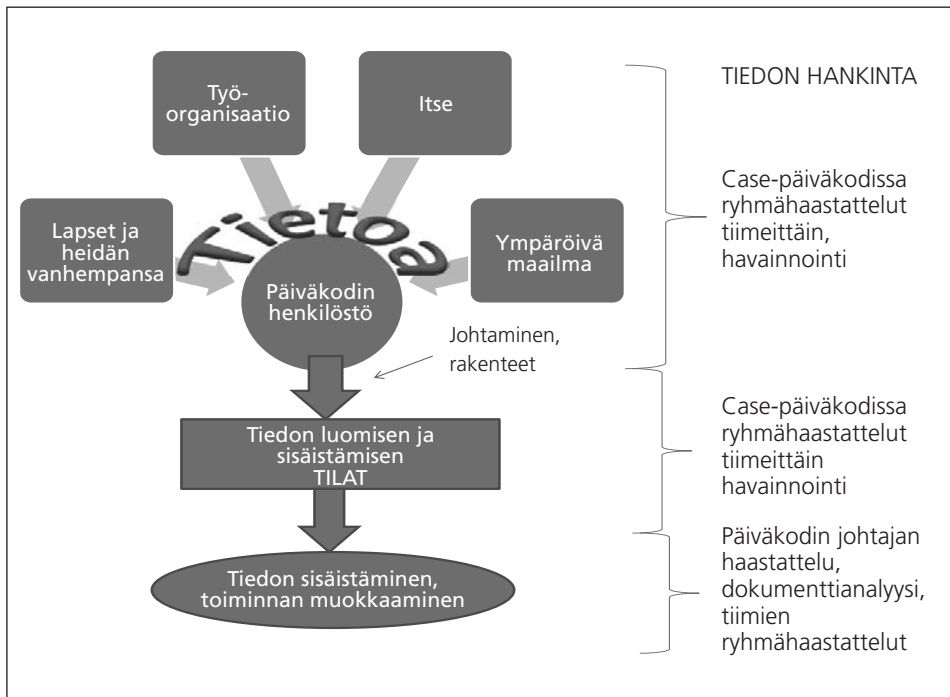 Työ-
organisaatio
Itse
Lapset ja
heidän
vanhempansa
Tietoa
Ympäröivä
maailma
Päiväkodin
henkilöstö
Johtaminen,
rakenteet
Tiedon luomisen ja
sisäistämisen
TILAT
Tiedon sisäistäminen,
toiminnan muokkaaminen
TIEDON HANKINTA
Case-päiväkodissa
ryhmähaastattelut
tiimeittäin,
havainnointi
Case-päiväkodissa
ryhmähaastattelut
tiimeittäin
havainnointi
Päiväkodin johtajan
haastattelu,
dokumenttianalyysi,
tiimien
ryhmähaastattelut